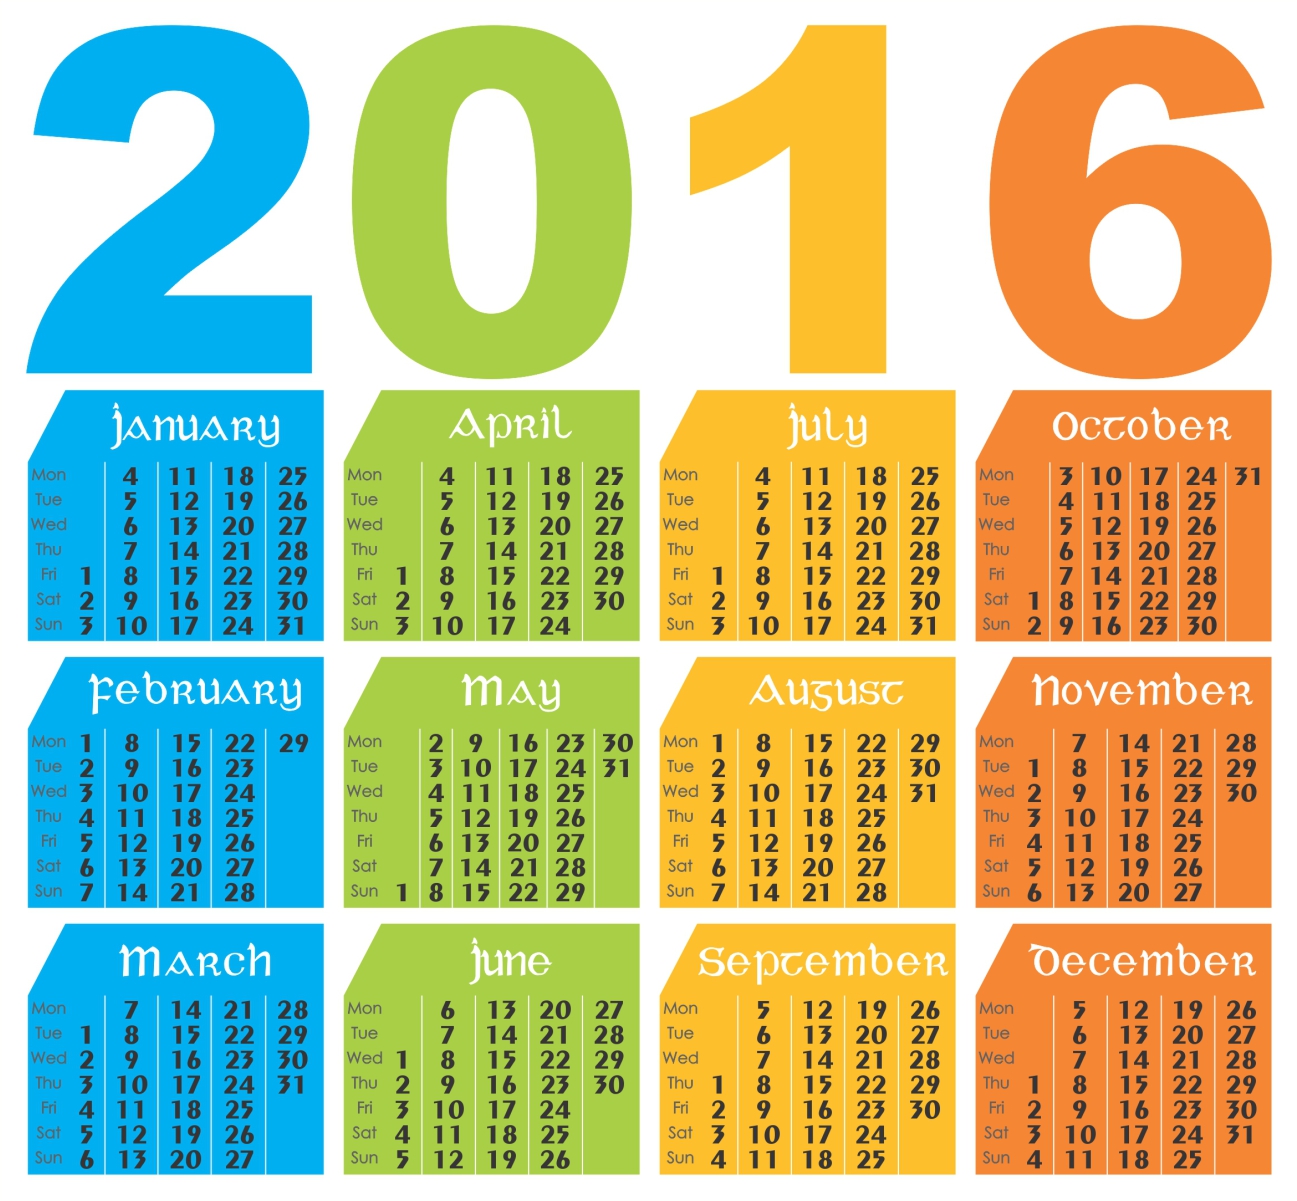 2016
January
Mon 4 11 18 25
Tue 5 12 19 26
Wed 6 13 20 27
Thu 7 14 21 28
Fri 1 8 15 22 29
Sat 2 9 16 23 30
Sun 3 10 17 24 31
February
Mon 1 8 15 22 29
Tue 2 9 16 23
Wed 3 10 17 24
Thu 4 11 18 25
Fri 5 12 19 26
Sat 6 13 20 27
Sun 7 14 21 28
March
Mon 7 14 21 28
Tue 1 8 15 22 29
Wed 2 9 16 23 30
Thu 3 10 17 24 31
Fri 4 11 18 25
Sat 5 12 19 26
Sun 6 13 20 27
April
Mon 4 11 18 25
Tue 5 12 19 26
Wed 6 13 20 27
Thu 7 14 21 28
Fri 1 8 15 22 29
Sat 2 9 16 23 30
Sun 3 10 17 24
May
Mon 2 9 16 23 30
Tue 3 10 17 24 31
Wed 4 11 18 25
Thu 5 12 19 26
Fri 6 13 20 27
Sat 7 14 21 28
Sun 1 8 15 22 29
June
Mon 6 13 20 27
Tue 7 14 21 28
Wed 1 8 15 22 29
Thu 2 9 16 23 30
Fri 3 10 17 24
Sat 4 11 18 25
Sun 5 12 19 26
July
Mon 4 11 18 25
Tue 5 12 19 26
Wed 6 13 20 27
Thu 7 14 21 28
Fri 1 8 15 22 29
Sat 2 9 16 23 30
Sun 3 10 17 24 31
August
Mon 1 8 15 22 29
Tue 2 9 16 23 30
Wed 3 10 17 24 31
Thu 4 11 18 25
Fri 5 12 19 26
Sat 6 13 20 27
Sun 7 14 21 28
September
Mon 5 12 19 26
Tue 6 13 20 27
Wed 7 14 21 28
Thu 1 8 15 22 29
Fri 2 9 16 23 30
Sat 3 10 17 24
Sun 4 11 18 25
October
Mon 3 10 17 24 31
Tue 4 11 18 25
Wed 5 12 19 26
Thu 6 13 20 27
Fri 7 14 21 28
Sat 1 8 15 22 29
Sun 2 9 16 23 30
November
Mon 7 14 21 28
Tue 1 8 15 22 29
Wed 2 9 16 23 30
Thu 3 10 17 24
Fri 4 11 18 25
Sat 5 12 19 26
Sun 6 13 20 27
December
Mon 5 12 19 26
Tue 6 13 20 27
Wed 7 14 21 28
Thu 1 8 15 22 29
Fri 2 9 16 23 30
Sat 3 10 17 24 31
Sun 4 11 18 25